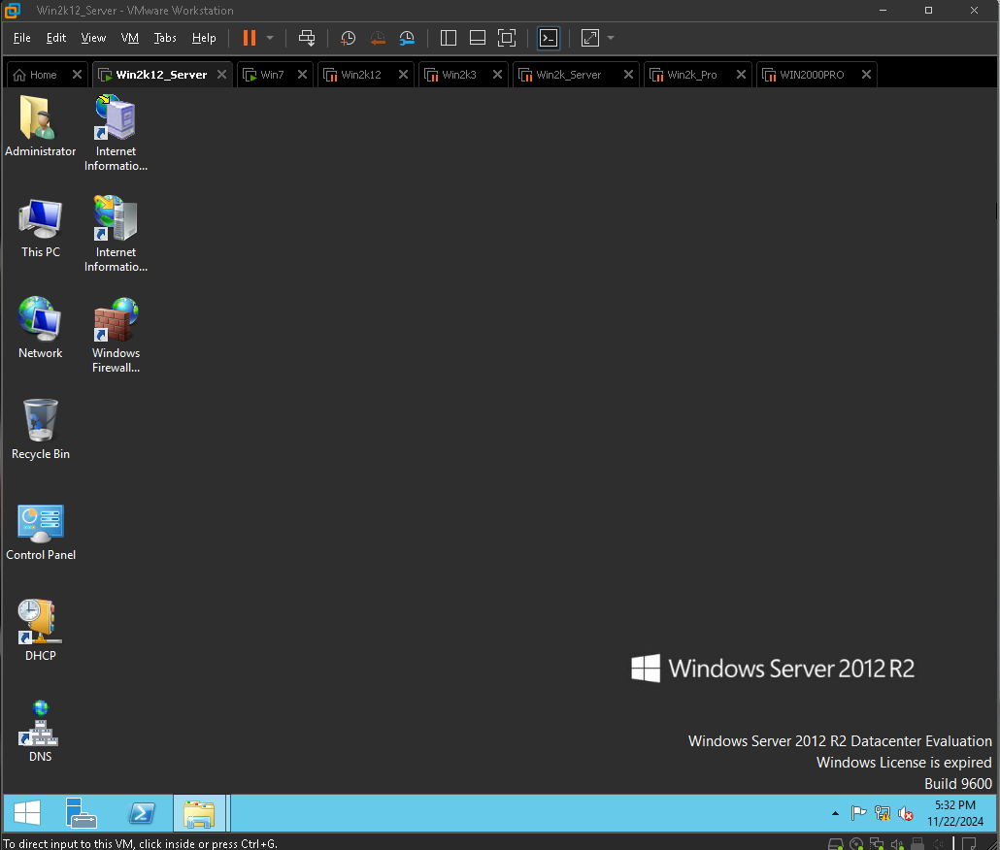 Win2k12_Server - VMware Workstation
File Edit View VM Tabs Help
Home Win2k12_Server Win7 Win2k12 Win2k3 Win2k_Server Win2k_Pro WIN2000PRO
Administrator
Internet
Informatio...
This PC
Internet
Informatio...
Network
Windows
Firewall...
Recycle Bin
Control Panel
DHCP
DNS
Windows Server 2012 R2
Windows Server 2012 R2 Datacenter Evaluation
Windows License is expired
Build 9600
5:32 PM
11/22/2024
To direct input to this VM, click inside or press Ctrl+G.